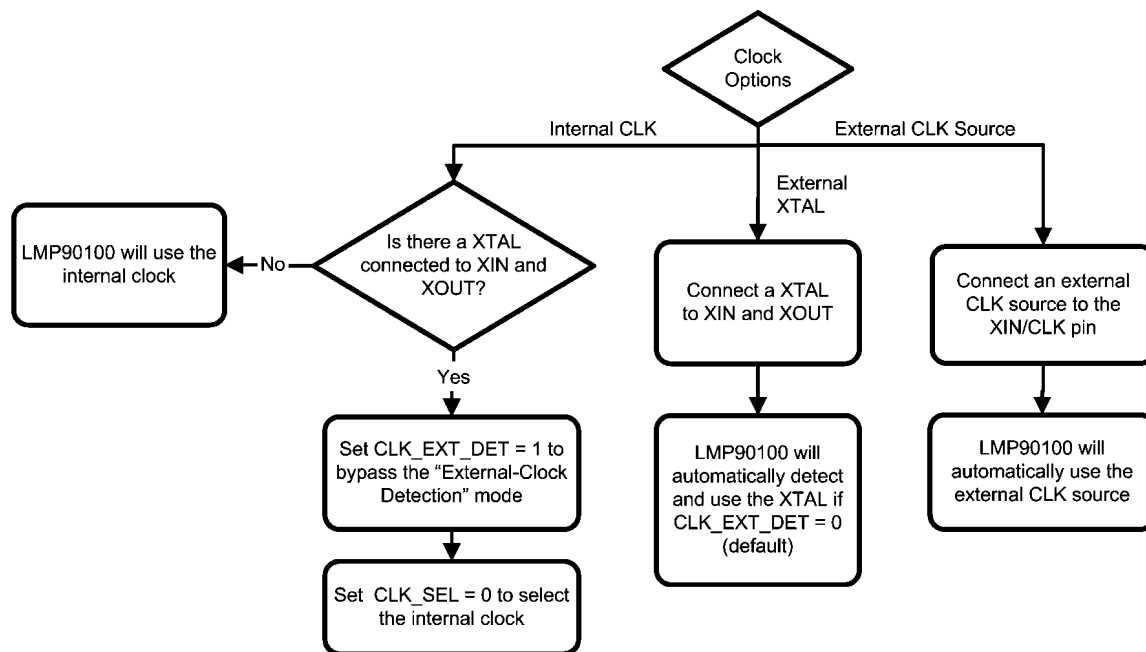 Clock
Options
Internal CLK
External CLK Source
External
XTAL
LMP90100 will use the
internal clock
No
Is there a XTAL
connected to XIN and
XOUT?
Connect a XTAL
to XIN and XOUT
Connect an external
CLK source to the
XIN/CLK pin
Yes
Set CLK_EXT_DET = 1 to
bypass the “External-Clock
Detection” mode
LMP90100 will
automatically detect
and use the XTAL if
CLK_EXT_DET = 0
(default)
LMP90100 will
automatically use the
external CLK source
Set CLK_SEL = 0 to select
the internal clock